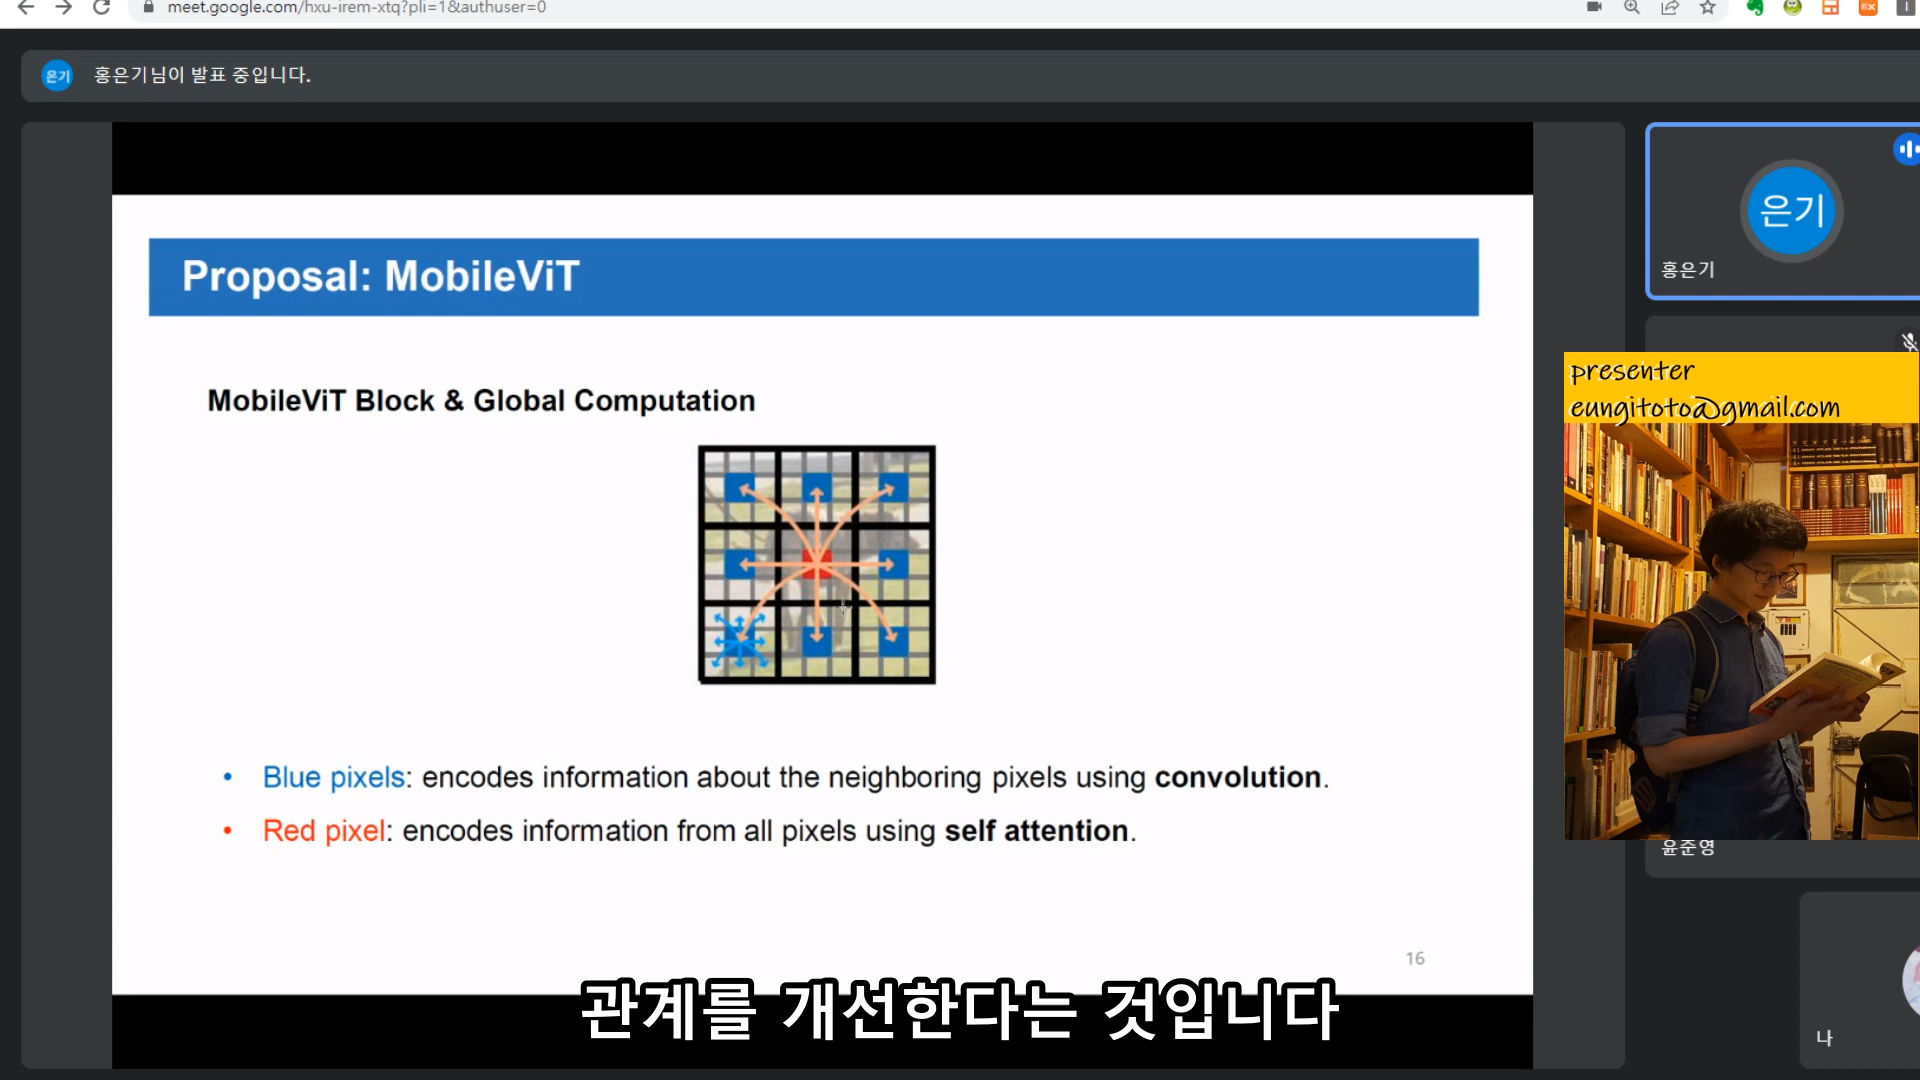 meet.google.com/hxu-irem-xtq?pli=1&authuser=0
은기 홍은기님이 발표 중입니다.
은기
홍은기
Proposal: MobileViT
presenter
eungitoto@gmail.com
MobileViT Block & Global Computation
• Blue pixels: encodes information about the neighboring pixels using convolution.
• Red pixel: encodes information from all pixels using self attention.
윤준영
16
관계를 개선한다는 것입니다
나